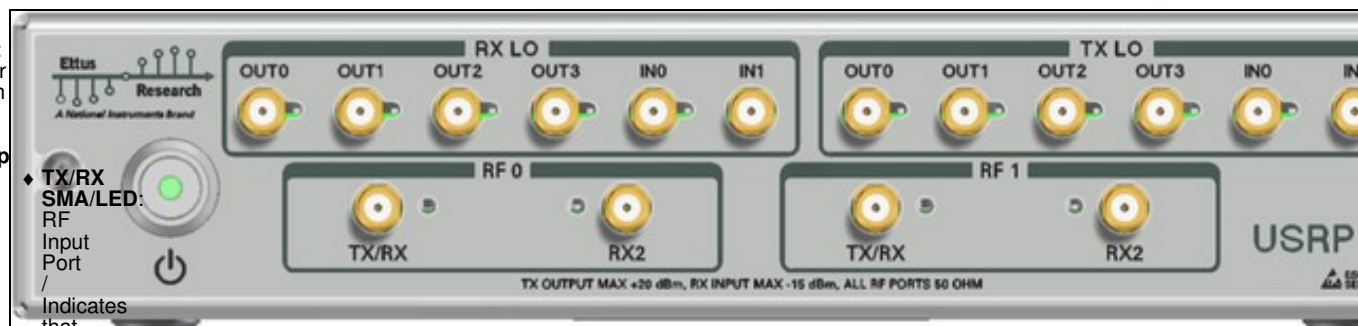 RX LO
TX LO
Ettus
Research
A National Instruments Brand
OUT0 OUT1 OUT2 OUT3 IN0 IN1
OUT0 OUT1 OUT2 OUT3 IN0 IN
p
♦ TX/RX
SMA/LED:
RF
Input
Port
/
Indicates
that
RF 0
RF 1
TX/RX RX2
TX/RX RX2
USRP
TX OUTPUT MAX +20 dBm, RX INPUT MAX -15 dBm, ALL RF PORTS 50 OHM